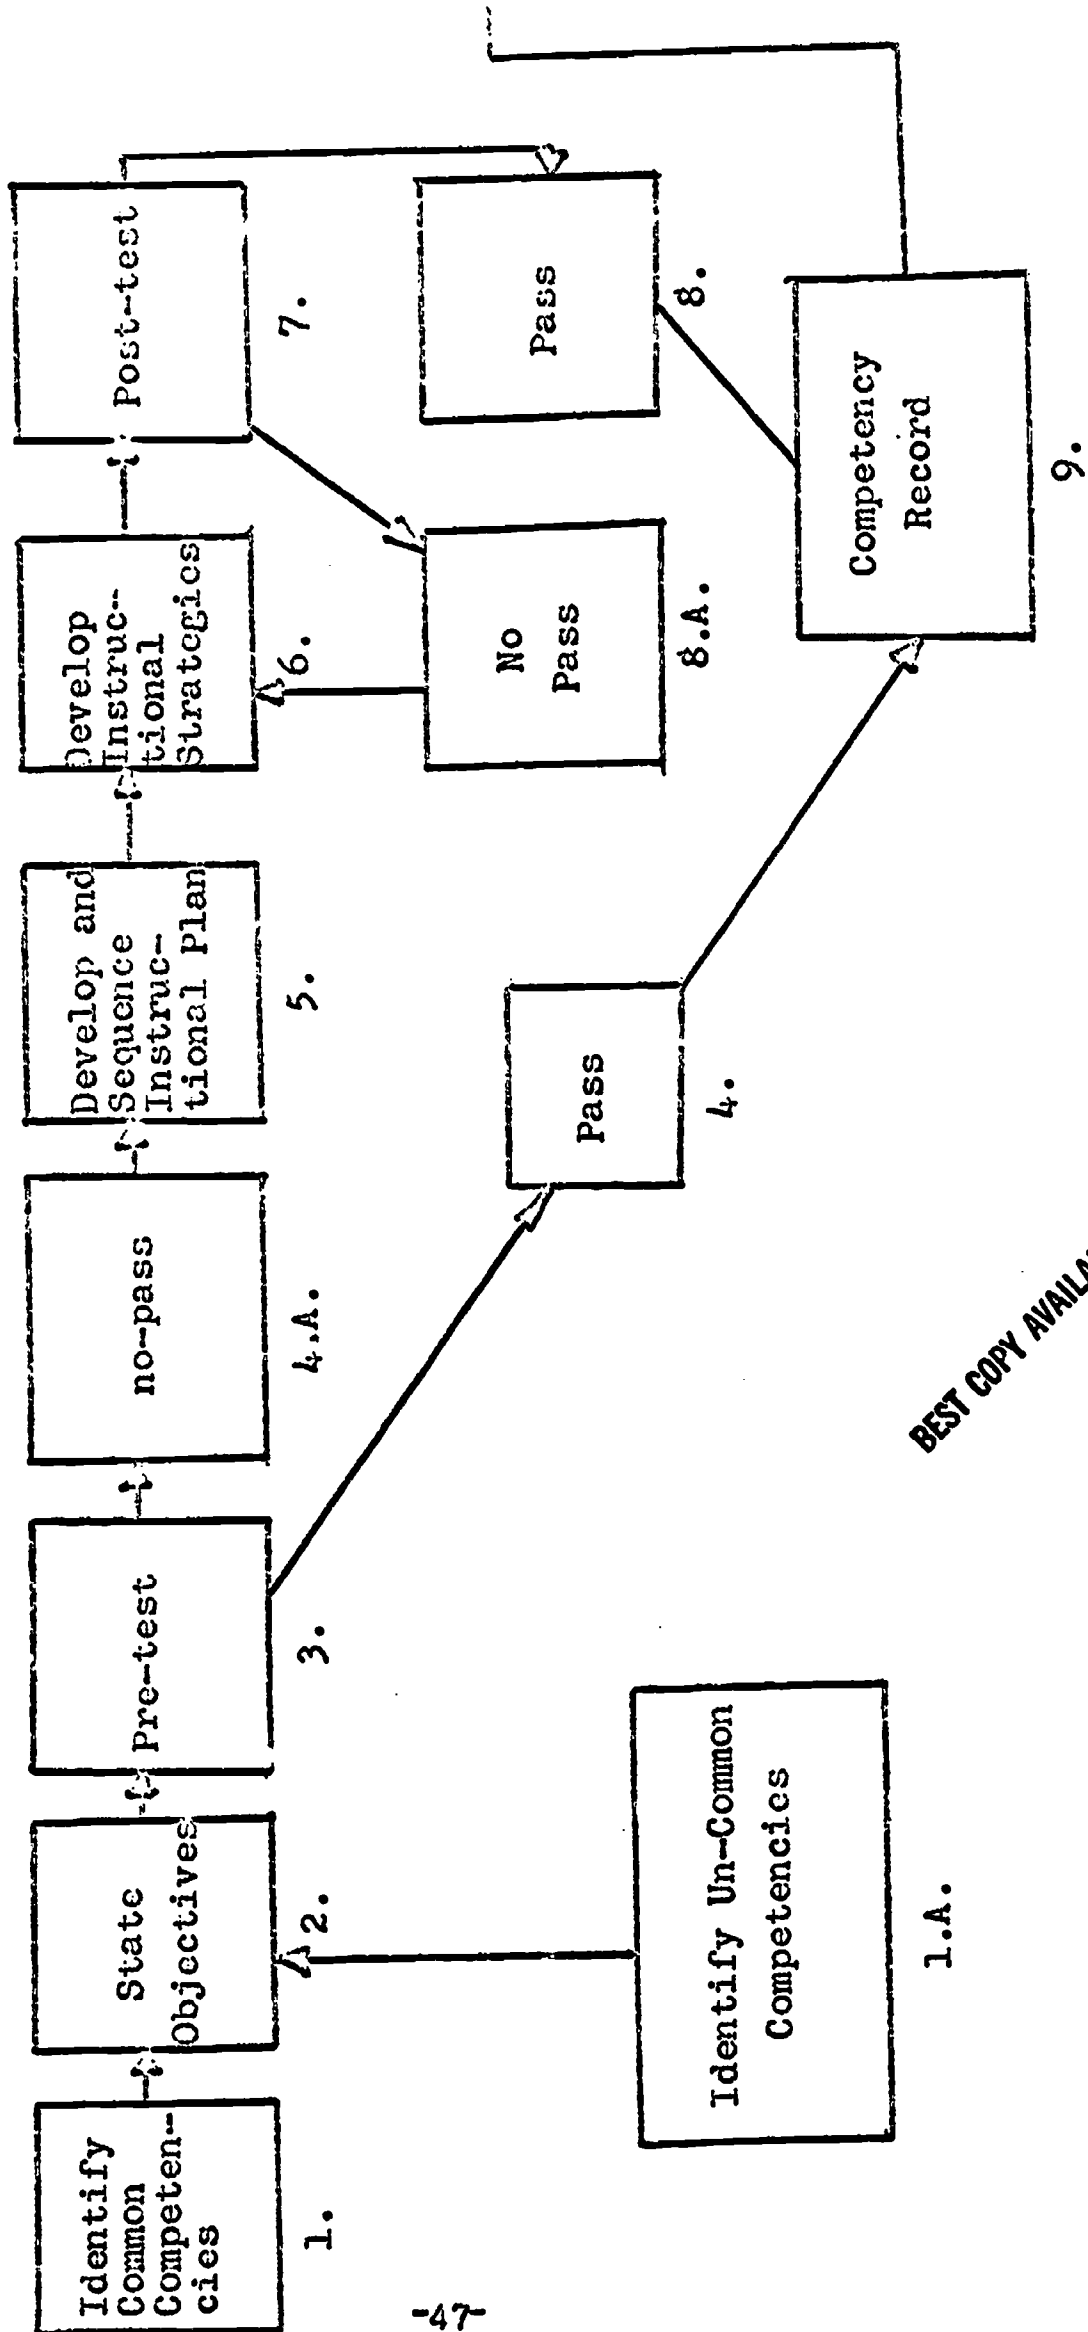 Identify
Common
Competen-
cies
1.
State
Objectives
2.
Pre-test
3.
no-pass
4.A.
Develop and
Sequence
Instruc-
tional Plan
5.
Develop
Instruc-
tional
Strategies
6.
Post-test
7.
Identify Un-Common
Competencies
1.A.
Pass
4.
No
Pass
8.A.
Pass
8.
Competency
Record
9.
BEST COPY
-47-